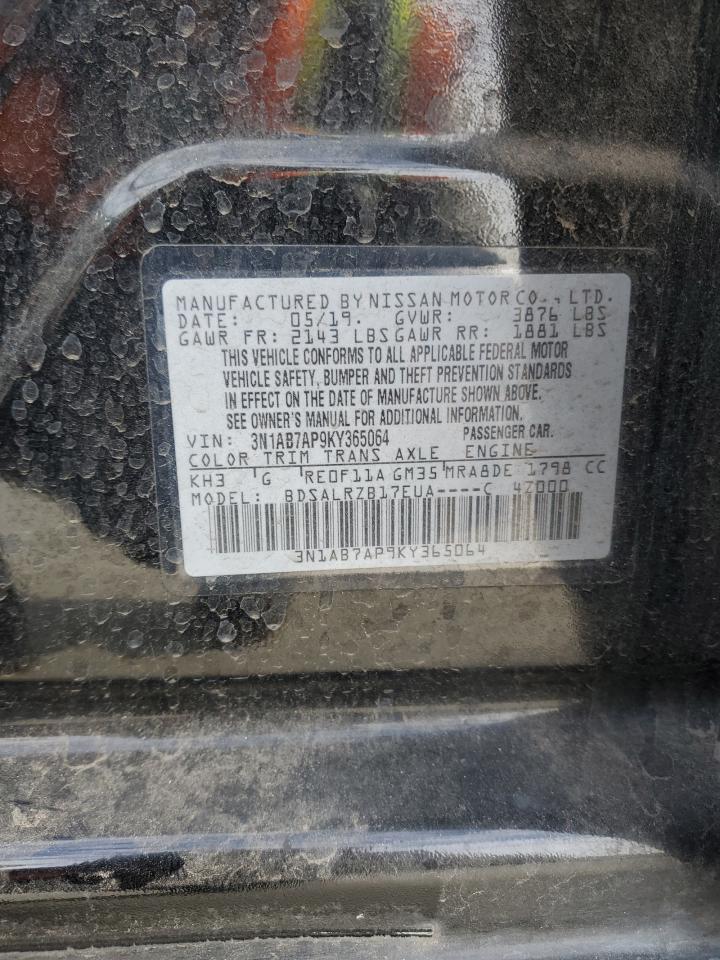 MANUFACTURED BY NISSAN MOTOR CO., LTD.
DATE: 05/19. GVWR: 3876 LBS
GAWR FR: 2143 LBS GAWR RR: 1881 LBS
THIS VEHICLE CONFORMS TO ALL APPLICABLE FEDERAL MOTOR
VEHICLE SAFETY, BUMPER AND THEFT PREVENTION STANDARDS
IN EFFECT ON THE DATE OF MANUFACTURE SHOWN ABOVE.
SEE OWNER'S MANUAL FOR ADDITIONAL INFORMATION.
VIN: 3N1AB7AP9KY365064 PASSENGER CAR.
COLOR TRIM TRANS AXLE ENGINE
KH3 G RE0F11A GM35 MRA8DE 1798 CC
MODEL: BDSALRZB17EUA----C 4Z000
3N1AB7AP9KY365064